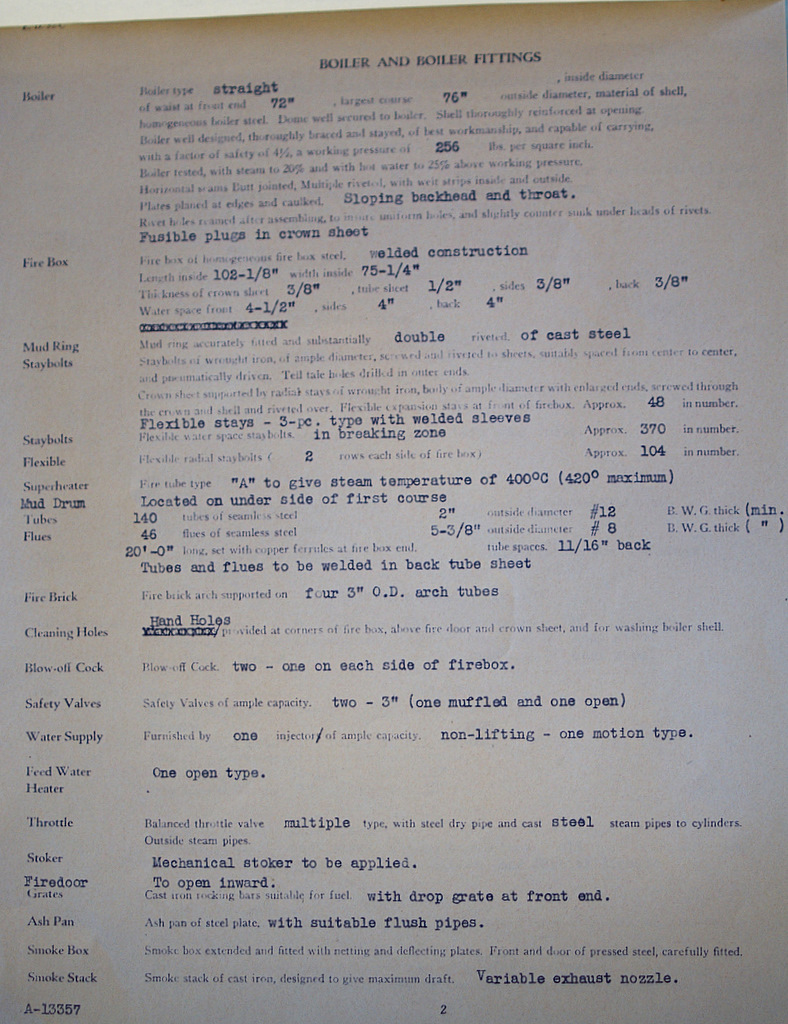 BOILER AND BOILER FITTINGS
Boiler Boiler type straight , inside diameter
of waist at front end 72" , largest course 76" outside diameter, material of shell,
homogeneous boiler steel. Dome well secured to boiler. Shell thoroughly reinforced at opening.
Boiler well designed, thoroughly braced and stayed, of best workmanship, and capable of carrying,
with a factor of safety of 4½, a working pressure of 256 lbs. per square inch.
Boiler tested, with steam to 20% and with hot water to 25% above working pressure.
Horizontal seams Butt jointed, Multiple riveted, with welt strips inside and outside.
Plates planed at edges and caulked. Sloping backhead and throat.
Rivet holes reamed after assembling, to insure uniform holes, and slightly counter sunk under heads of rivets.
Fusible plugs in crown sheet
Fire Box Fire box of homogeneous fire box steel, welded construction
Length inside 102-1/8" width inside 75-1/4"
Thickness of crown sheet 3/8" , tube sheet 1/2" , sides 3/8" , back 3/8"
Water space front 4-1/2" , sides 4" , back 4"
Mud Ring Mud ring accurately fitted and substantially double riveted. of cast steel
Staybolts Staybolts of wrought iron, of ample diameter, screwed and riveted to sheets, suitably spaced from center to center,
and pneumatically driven. Tell tale holes drilled in outer ends.
Crown sheet supported by radial stays of wrought iron, body of ample diameter with enlarged ends, screwed through
the crown and shell and riveted over. Flexible expansion stays at front of firebox. Approx. 48 in number.
Flexible stays - 3-pc. type with welded sleeves
Staybolts Flexible water space staybolts. in breaking zone Approx. 370 in number.
Flexible Flexible radial staybolts ( 2 rows each side of fire box) Approx. 104 in number.
Superheater Fire tube type "A" to give steam temperature of 400°C (420° maximum)
Mud Drum Located on under side of first course
Tubes 140 tubes of seamless steel 2" outside diameter #12 B. W. G. thick (min.
Flues 46 flues of seamless steel 5-3/8" outside diameter # 8 B. W. G. thick ( " )
20'-0" long, set with copper ferrules at fire box end. tube spaces. 11/16" back
Tubes and flues to be welded in back tube sheet
Fire Brick Fire brick arch supported on four 3" O.D. arch tubes
Hand Holes
Cleaning Holes /provided at corners of fire box, above fire door and crown sheet, and for washing boiler shell.
Blow-off Cock Blow-off Cock. two - one on each side of firebox.
Safety Valves Safety Valves of ample capacity. two - 3" (one muffled and one open)
Water Supply Furnished by one injector/ of ample capacity. non-lifting - one motion type.
Feed Water One open type.
Heater
Throttle Balanced throttle valve multiple type, with steel dry pipe and cast steel steam pipes to cylinders.
Outside steam pipes.
Stoker Mechanical stoker to be applied.
Firedoor To open inward.
Grates Cast iron rocking bars suitable for fuel. with drop grate at front end.
Ash Pan Ash pan of steel plate. with suitable flush pipes.
Smoke Box Smoke box extended and fitted with netting and deflecting plates. Front and door of pressed steel, carefully fitted.
Smoke Stack Smoke stack of cast iron, designed to give maximum draft. Variable exhaust nozzle.
A-13357 2